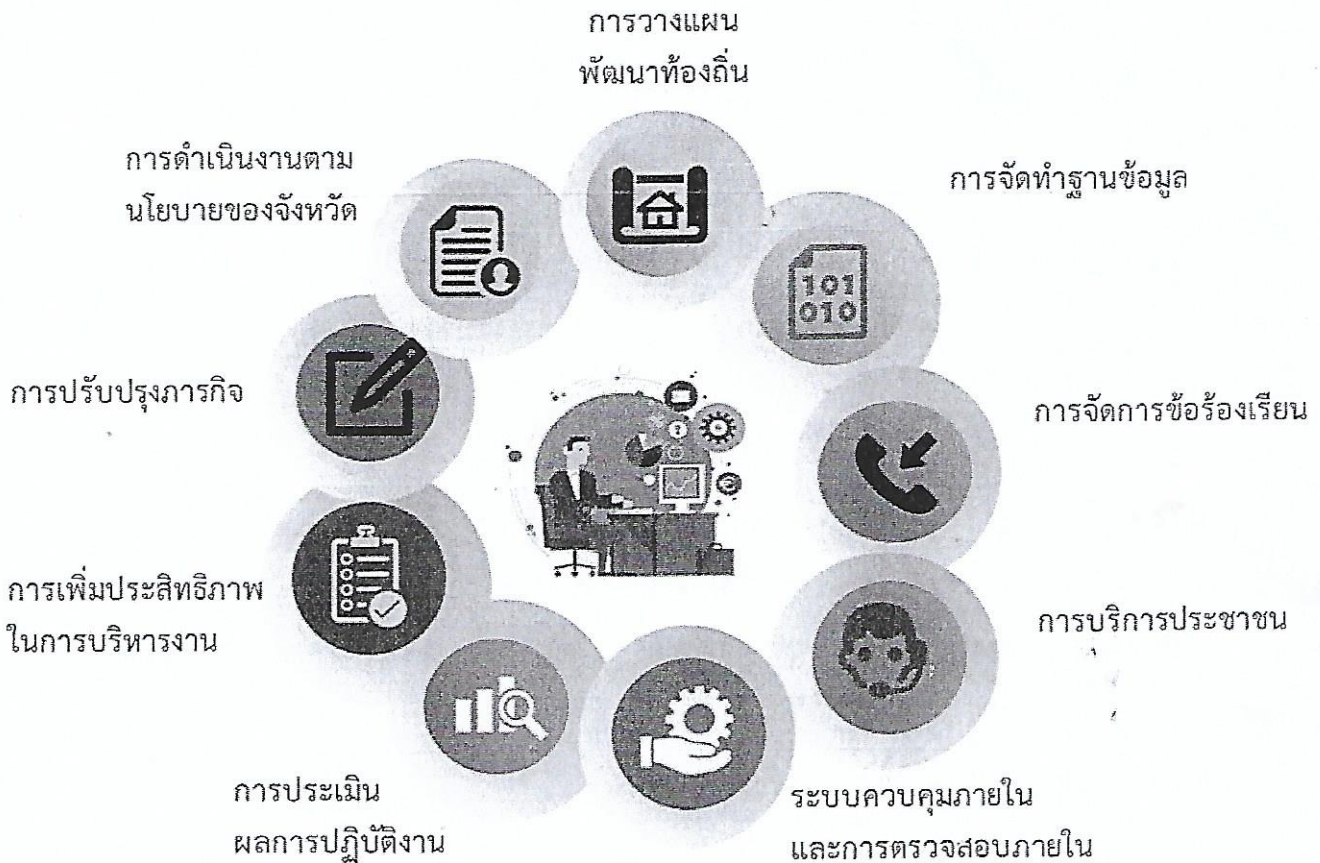 การวางแผน
พัฒนาท้องถิ่น
การจัดทำฐานข้อมูล
101
010
การจัดการข้อร้องเรียน
การบริการประชาชน
ระบบควบคุมภายใน
และการตรวจสอบภายใน
การประเมิน
ผลการปฏิบัติงาน
การเพิ่มประสิทธิภาพ
ในการบริหารงาน
การปรับปรุงภารกิจ
การดำเนินงานตาม
นโยบายของจังหวัด